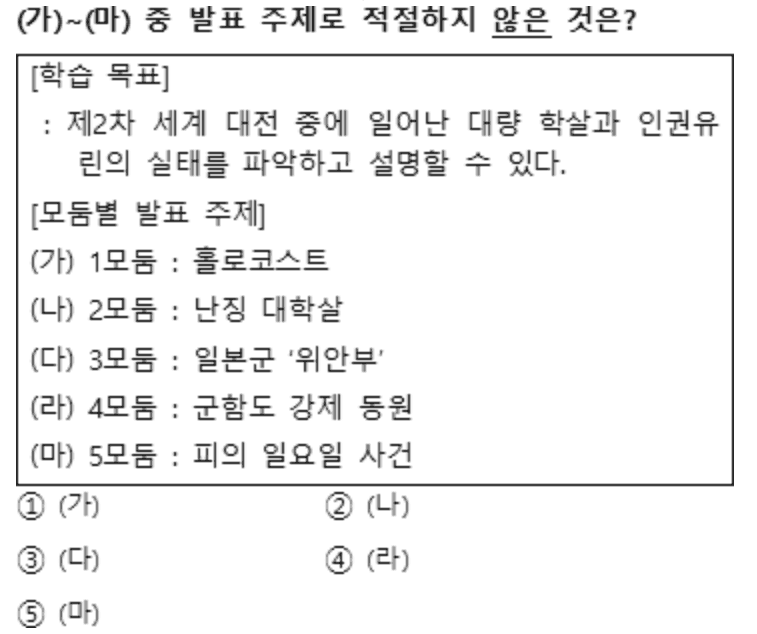 (가)~(마) 중 발표 주제로 적절하지 않은 것은?
[학습 목표]
: 제2차 세계 대전 중에 일어난 대량 학살과 인권유
린의 실태를 파악하고 설명할 수 있다.
[모둠별 발표 주제]
(가) 1모둠 : 홀로코스트
(나) 2모둠 : 난징 대학살
(다) 3모둠 : 일본군 ‘위안부’
(라) 4모둠 : 군함도 강제 동원
(마) 5모둠 : 피의 일요일 사건
① (가) ② (나)
③ (다) ④ (라)
⑤ (마)